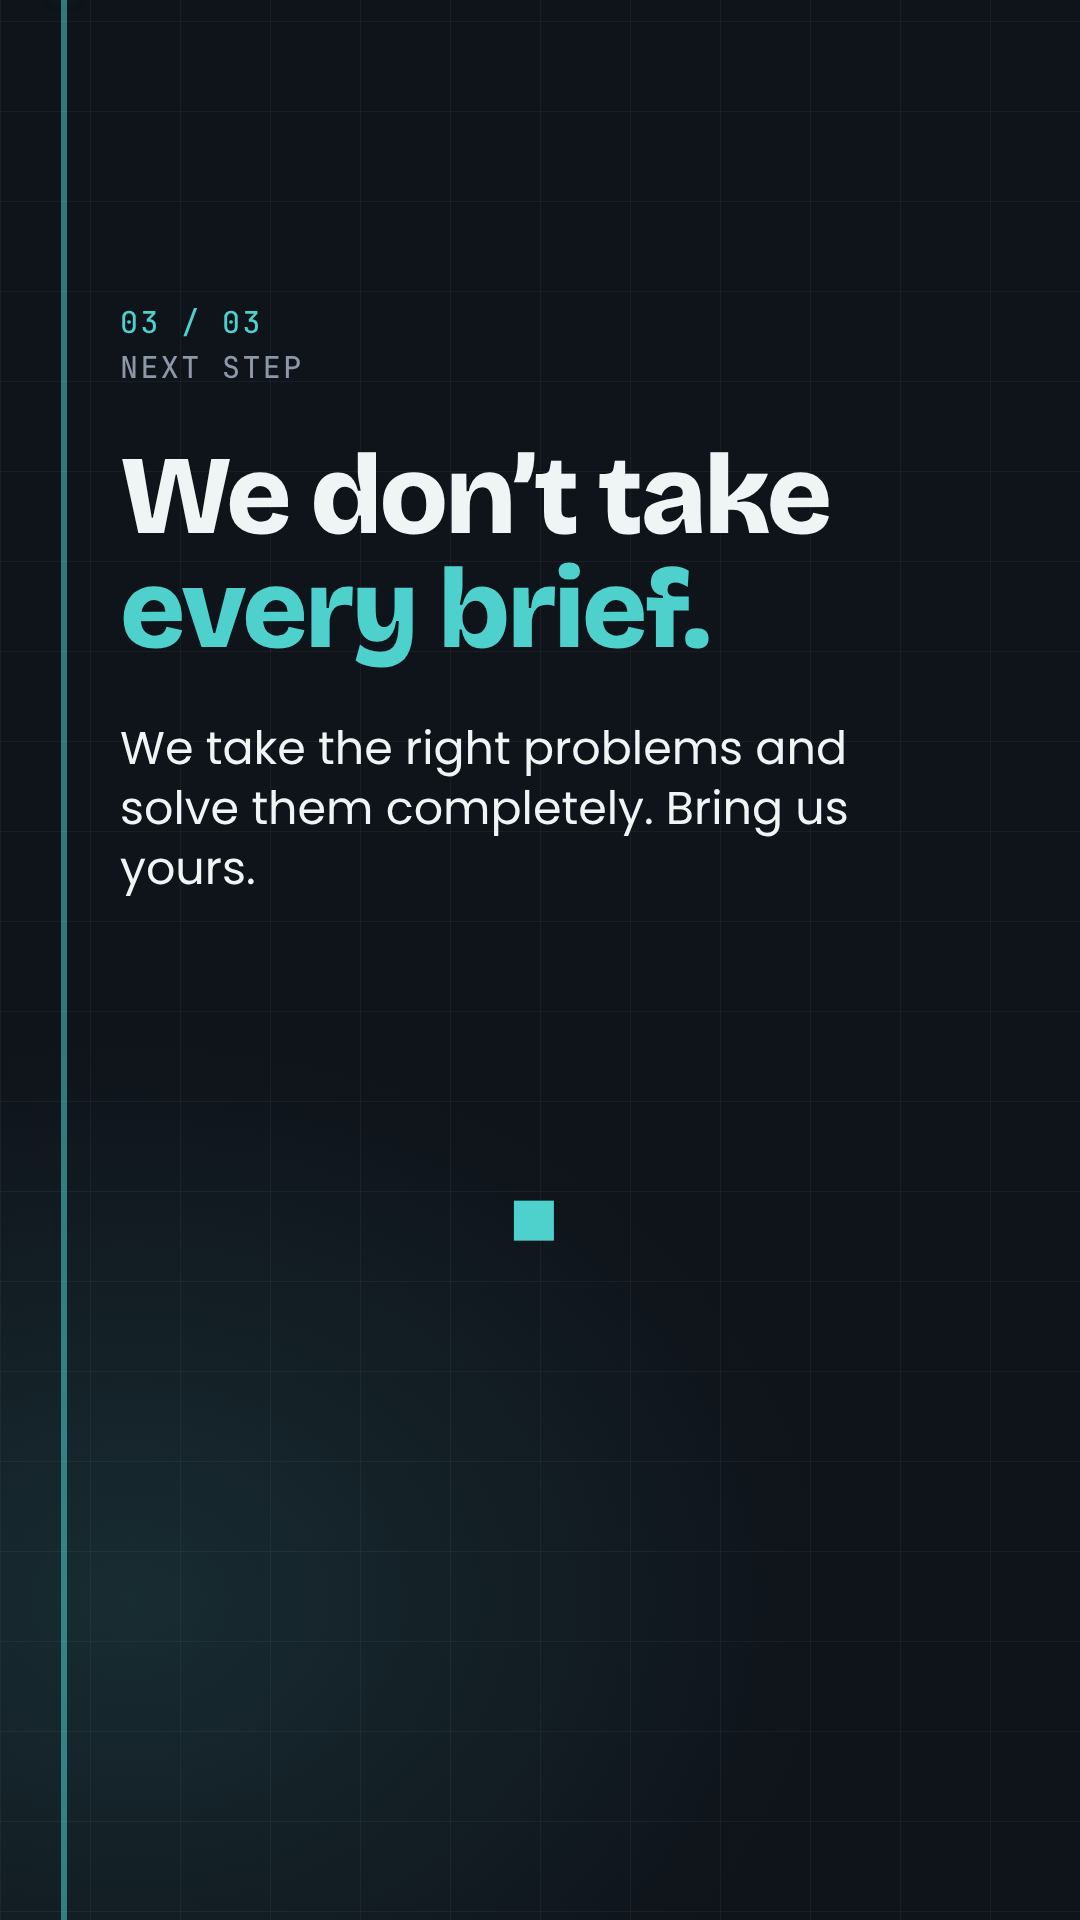 03 / 03
NEXT STEP
We don’t take
every brief.
We take the right problems and
solve them completely. Bring us
yours.